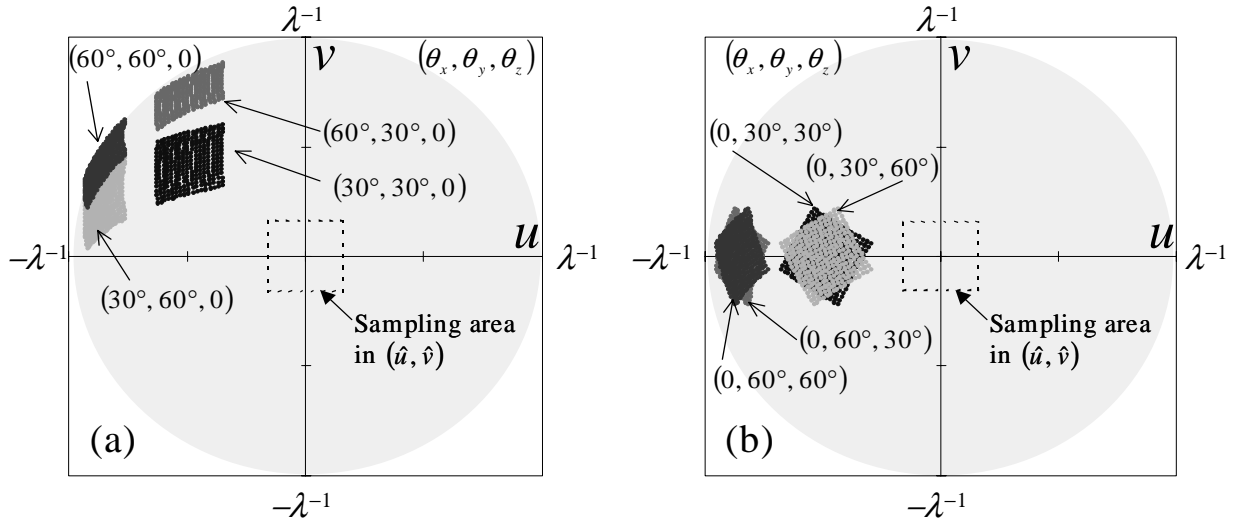 λ⁻¹
v
(θx, θy, θz)
(60°, 60°, 0)
(60°, 30°, 0)
(30°, 30°, 0)
u
−λ⁻¹
λ⁻¹
(30°, 60°, 0)
Sampling area
in (û, v̂)
(a)
−λ⁻¹
λ⁻¹
(θx, θy, θz)
v
(0, 30°, 30°)
(0, 30°, 60°)
u
−λ⁻¹
λ⁻¹
Sampling area
in (û, v̂)
(0, 60°, 30°)
(0, 60°, 60°)
(b)
−λ⁻¹